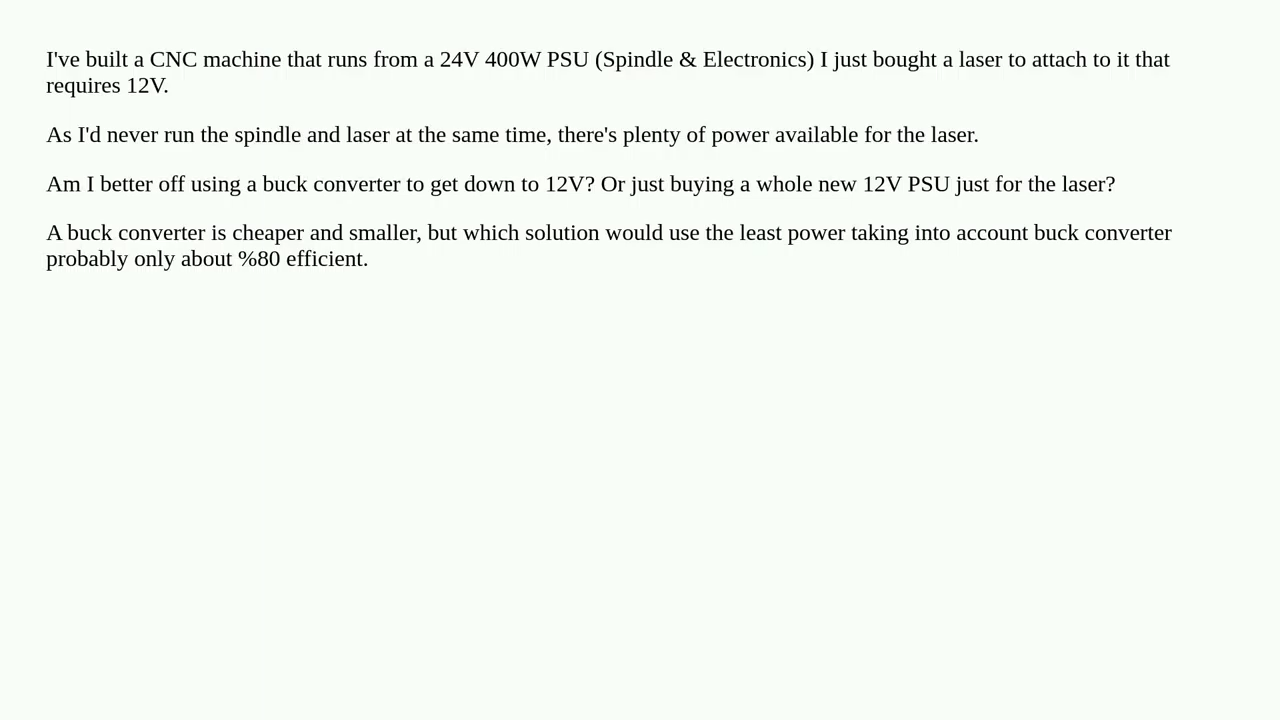 I've built a CNC machine that runs from a 24V 400W PSU (Spindle & Electronics) I just bought a laser to attach to it that
requires 12V.
As I'd never run the spindle and laser at the same time, there's plenty of power available for the laser.
Am I better off using a buck converter to get down to 12V? Or just buying a whole new 12V PSU just for the laser?
A buck converter is cheaper and smaller, but which solution would use the least power taking into account buck converter
probably only about %80 efficient.